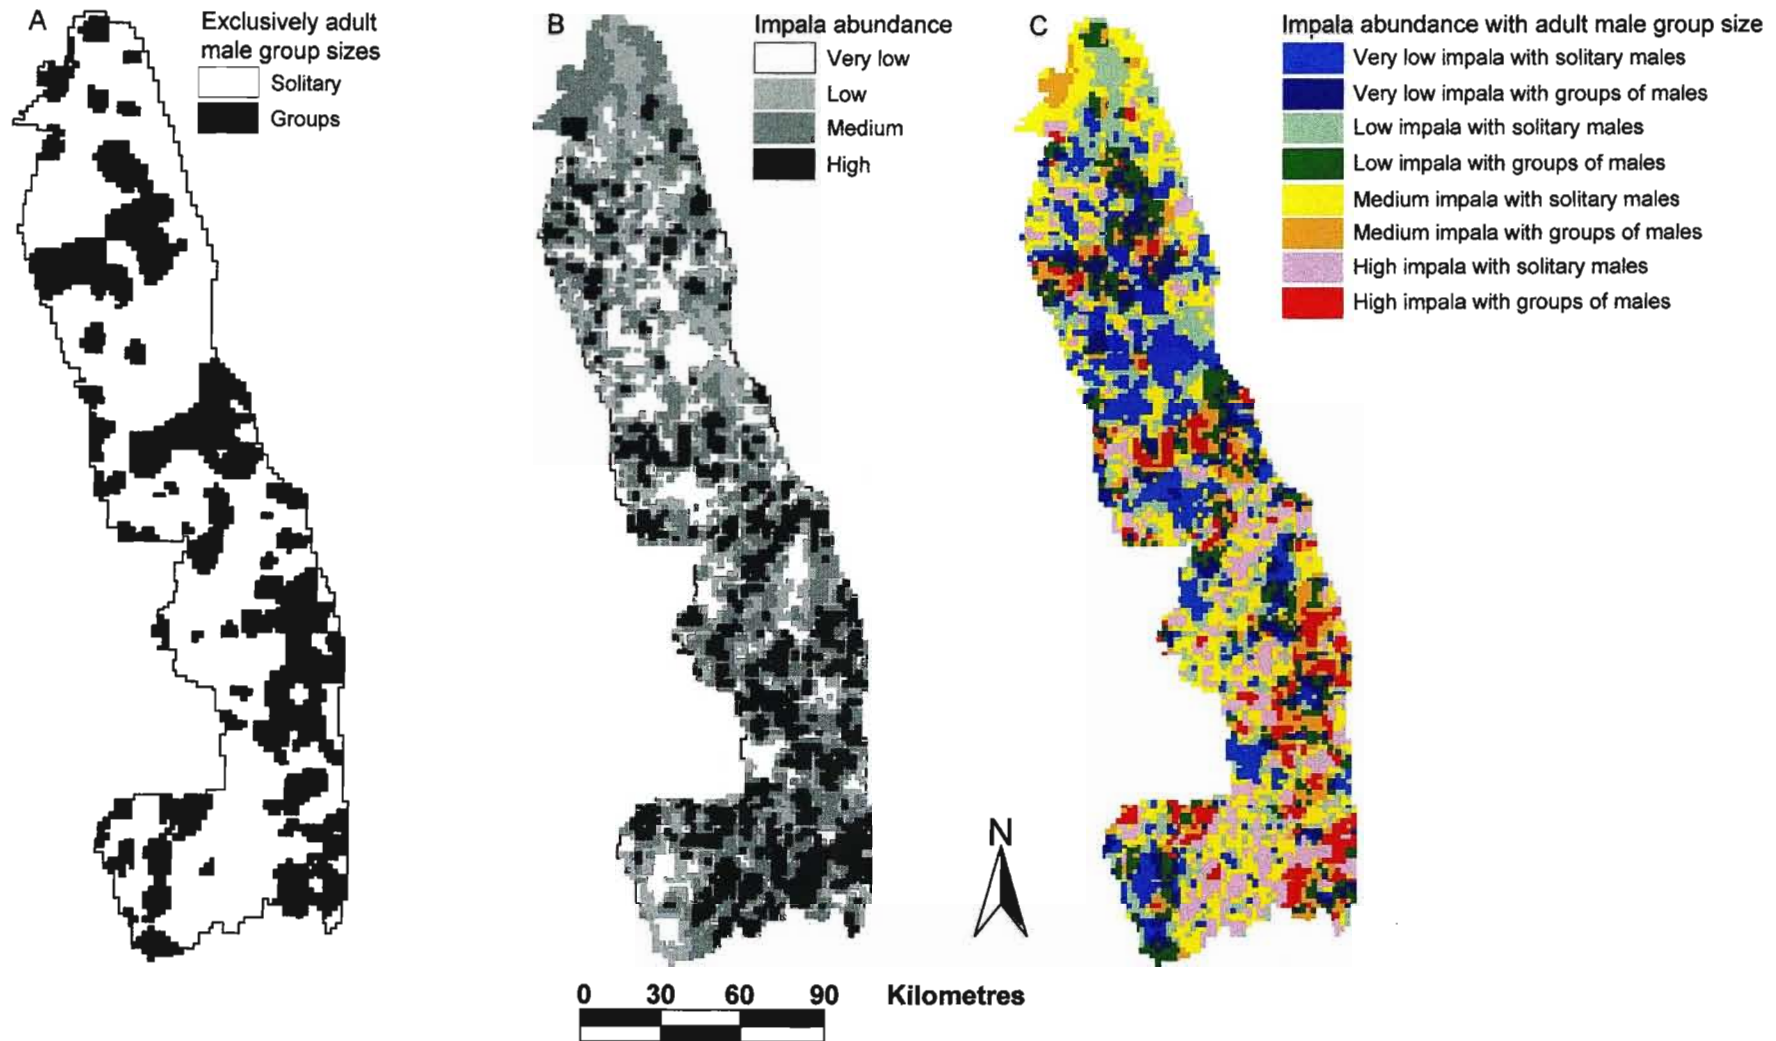 A
Exclusively adult
male group sizes
Solitary
Groups
B
Impala abundance
Very low
Low
Medium
High
C
Impala abundance with adult male group size
Very low impala with solitary males
Very low impala with groups of males
Low impala with solitary males
Low impala with groups of males
Medium impala with solitary males
Medium impala with groups of males
High impala with solitary males
High impala with groups of males
N
0 30 60 90 Kilometres